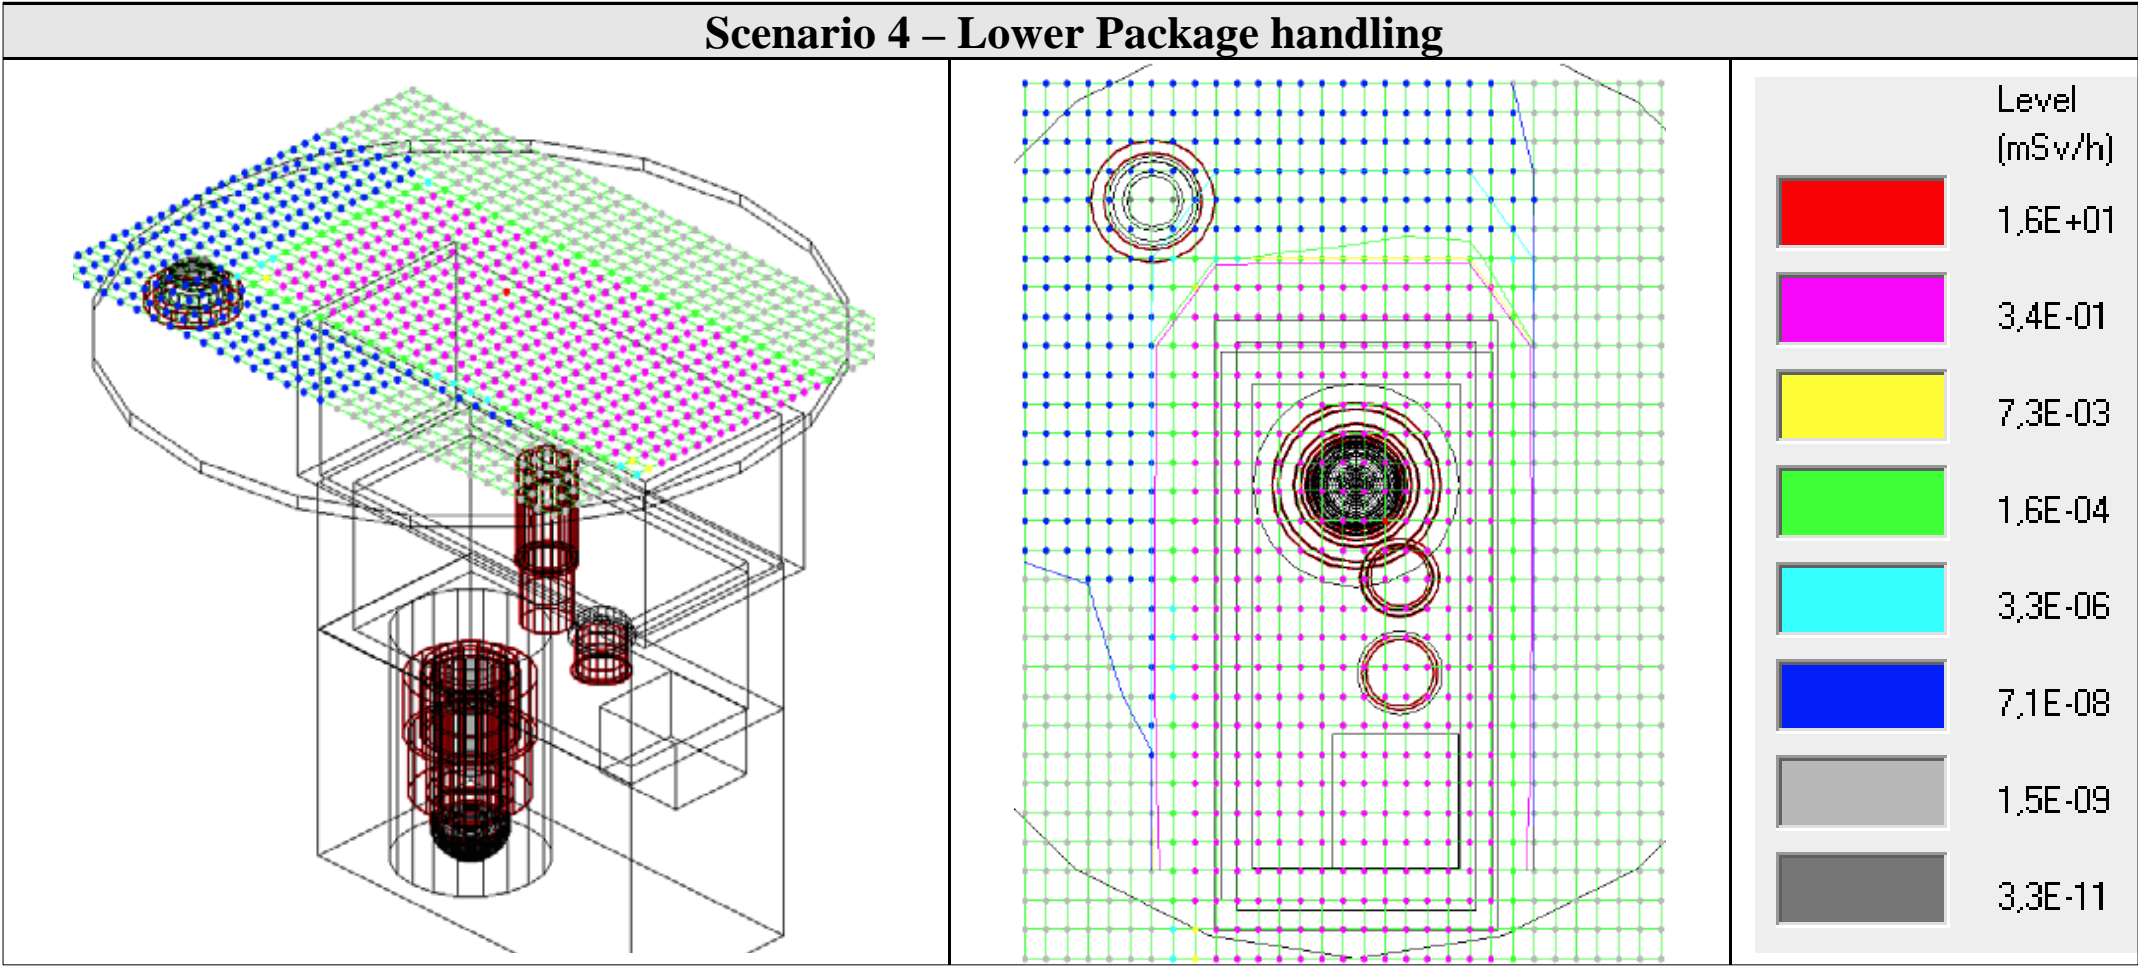 Scenario 4 – Lower Package handling
Level
(mSv/h)
1,6E+01
3,4E-01
7,3E-03
1,6E-04
3,3E-06
7,1E-08
1,5E-09
3,3E-11